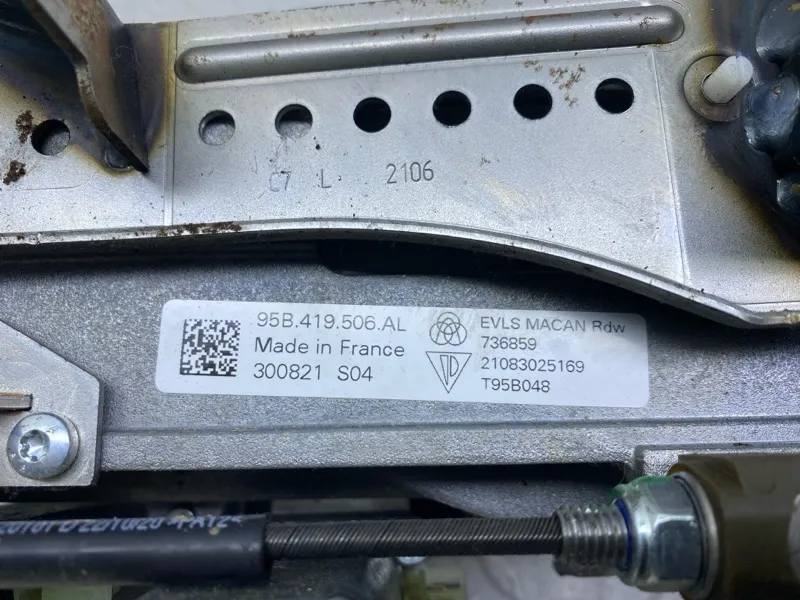 C7 L 2106
95B.419.506.AL
Made in France
300821 S04
EVLS MACAN Rdw
736859
21083025169
T95B048